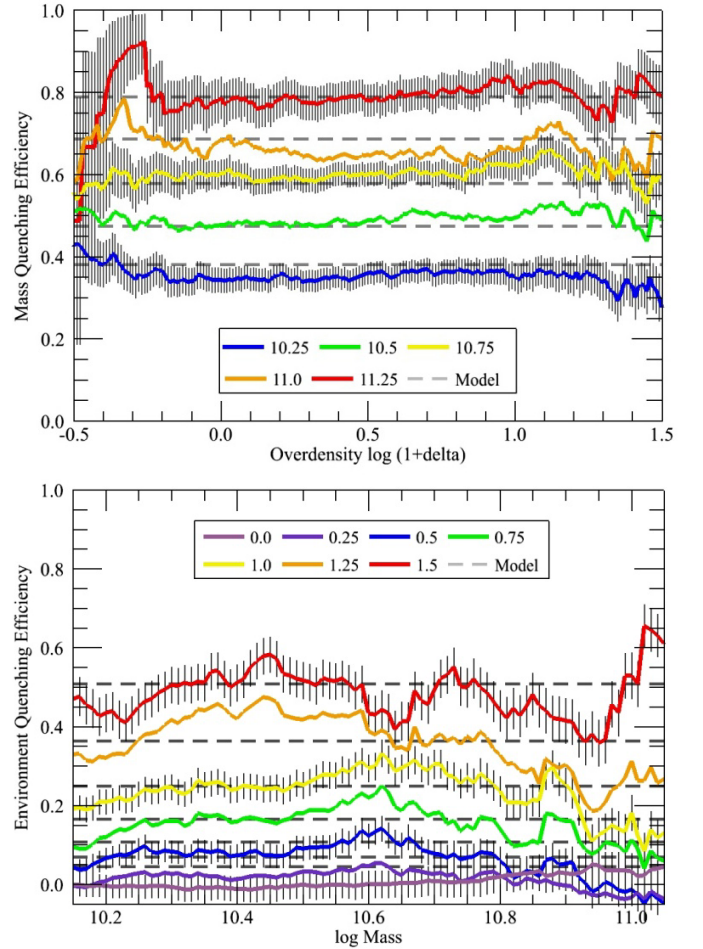 1.0
0.8
0.6
0.4
0.2
0.0
Mass Quenching Efficiency
10.25 10.5 10.75
11.0 11.25 Model
-0.5 0.0 0.5 1.0 1.5
Overdensity log (1+delta)
1.0
0.8
0.6
0.4
0.2
0.0
Environment Quenching Efficiency
0.0 0.25 0.5 0.75
1.0 1.25 1.5 Model
10.2 10.4 10.6 10.8 11.0
log Mass